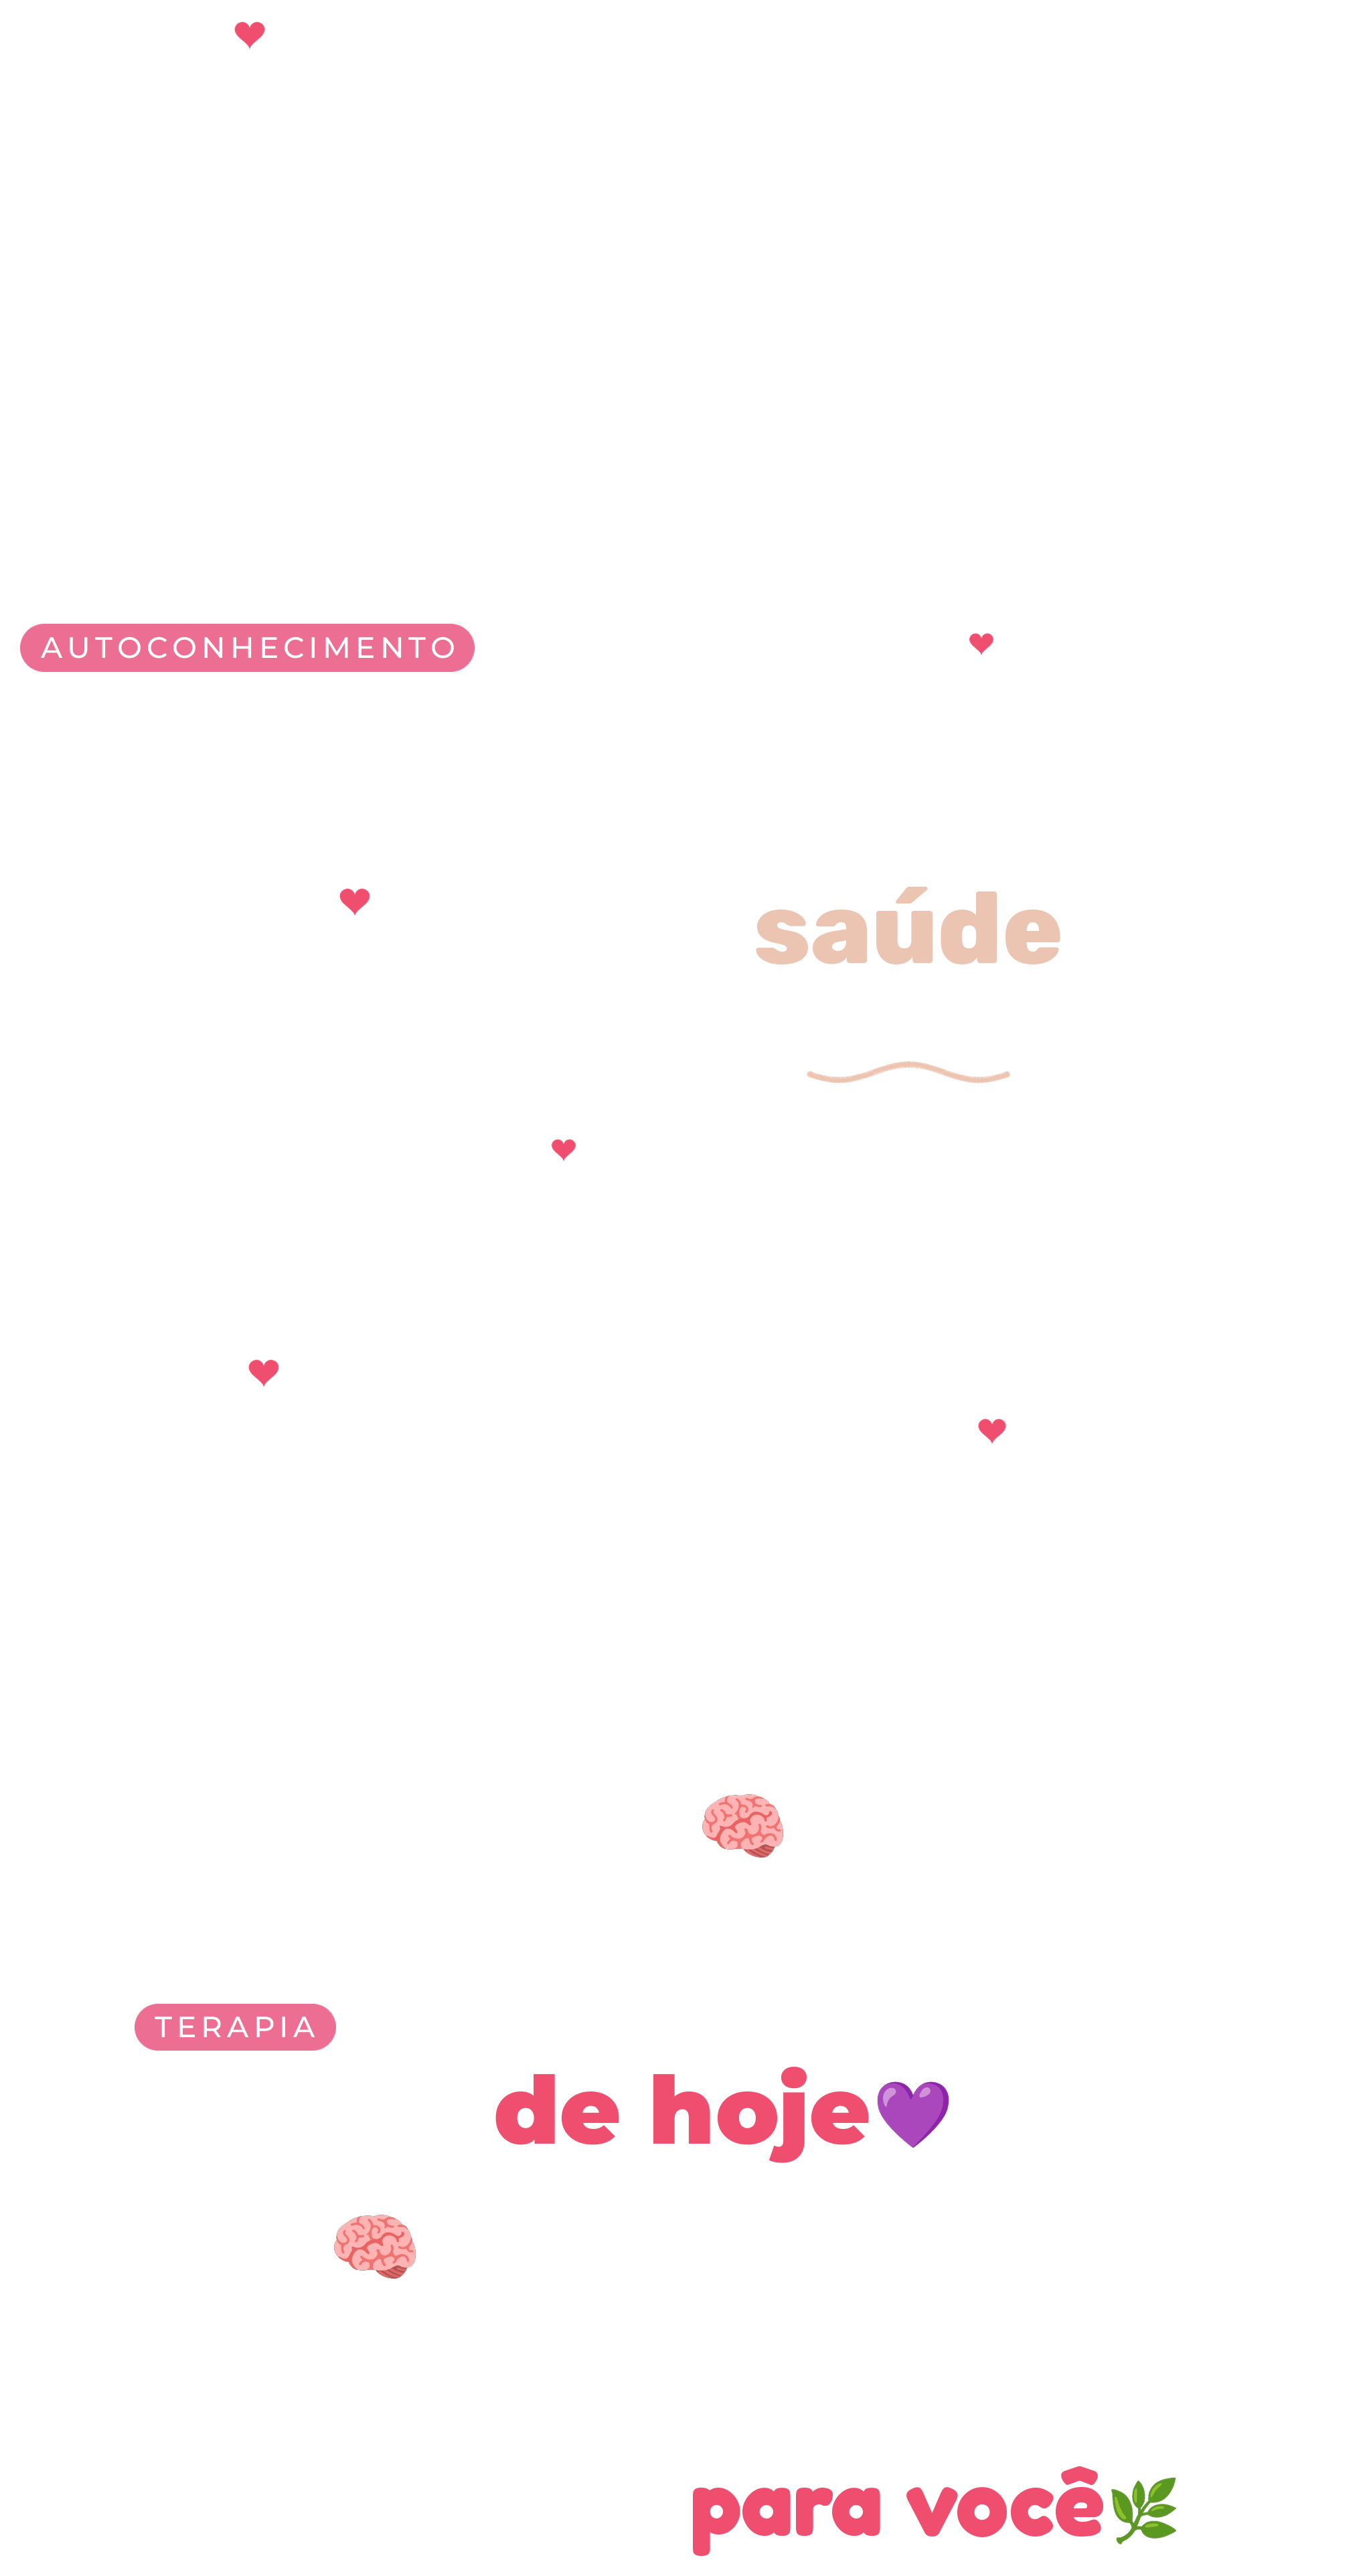 AUTOCONHECIMENTO
saúde
TERAPIA
de hoje💜
para você🌿